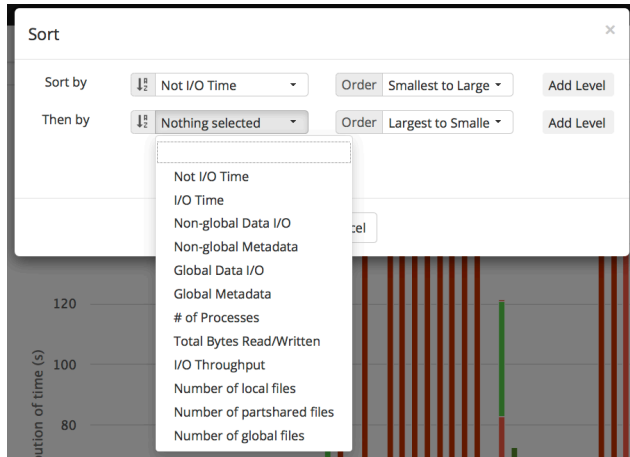 Sort ×
Sort by Not I/O Time Order Smallest to Large Add Level
Then by Nothing selected Order Largest to Smalle Add Level
Not I/O Time
I/O Time
Non-global Data I/O
cel
Non-global Metadata
Global Data I/O
Global Metadata
# of Processes
Total Bytes Read/Written
I/O Throughput
Number of local files
Number of partshared files
Number of global files
120
100
80
ution of time (s)